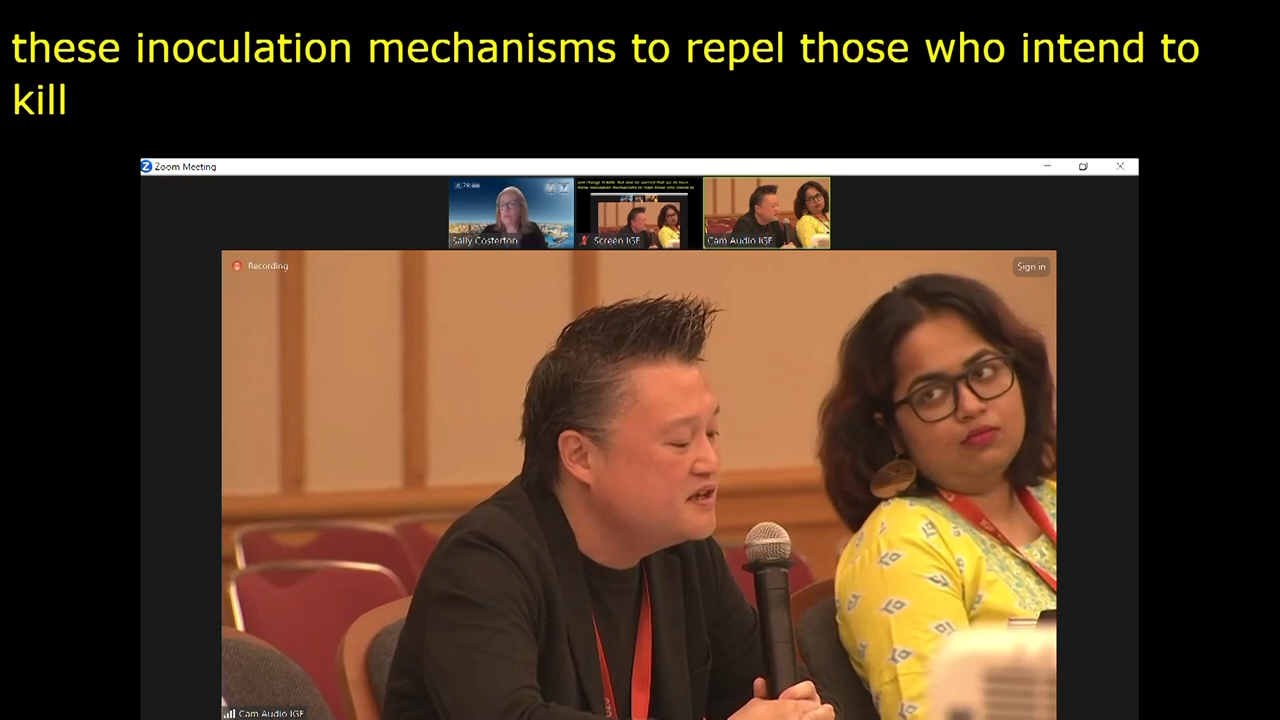 these inoculation mechanisms to repel those who intend to
kill
Zoom Meeting
Sally Costerton
Screen IGF
Cam Audio IGF
Recording
Sign in
Cam Audio IGF